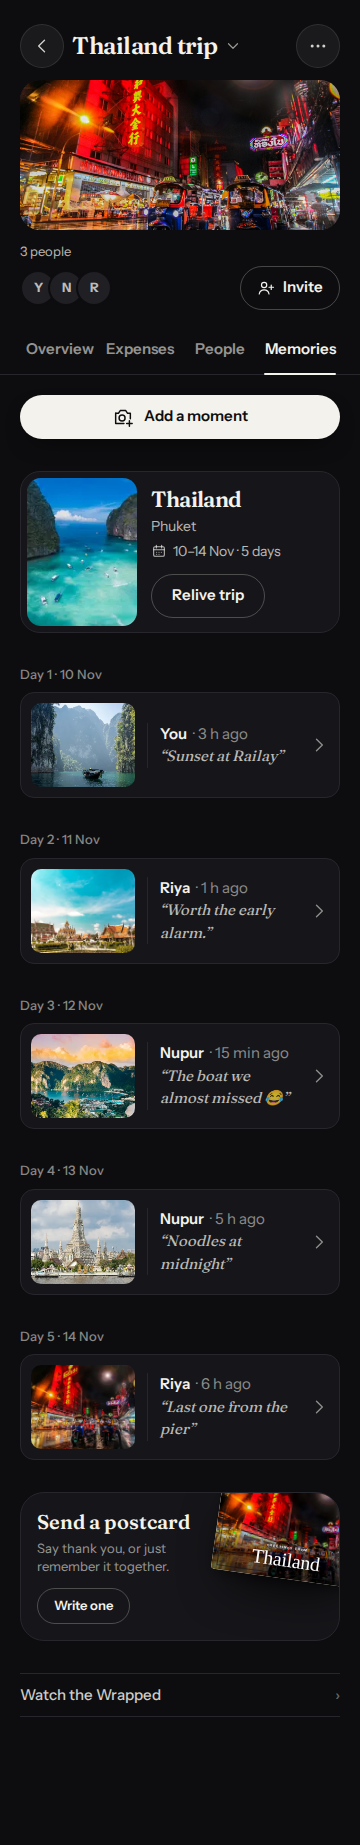 Thailand trip
大
金
行
3 people
Y N R
Invite
Overview Expenses People Memories
Add a moment
Thailand
Phuket
10–14 Nov · 5 days
Relive trip
Day 1 · 10 Nov
You · 3 h ago
“Sunset at Railay”
Day 2 · 11 Nov
Riya · 1 h ago
“Worth the early
alarm.”
Day 3 · 12 Nov
Nupur · 15 min ago
“The boat we
almost missed 😂”
Day 4 · 13 Nov
Nupur · 5 h ago
“Noodles at
midnight”
Day 5 · 14 Nov
Riya · 6 h ago
“Last one from the
pier”
Send a postcard
Say thank you, or just
remember it together.
Thailand
Write one
Watch the Wrapped